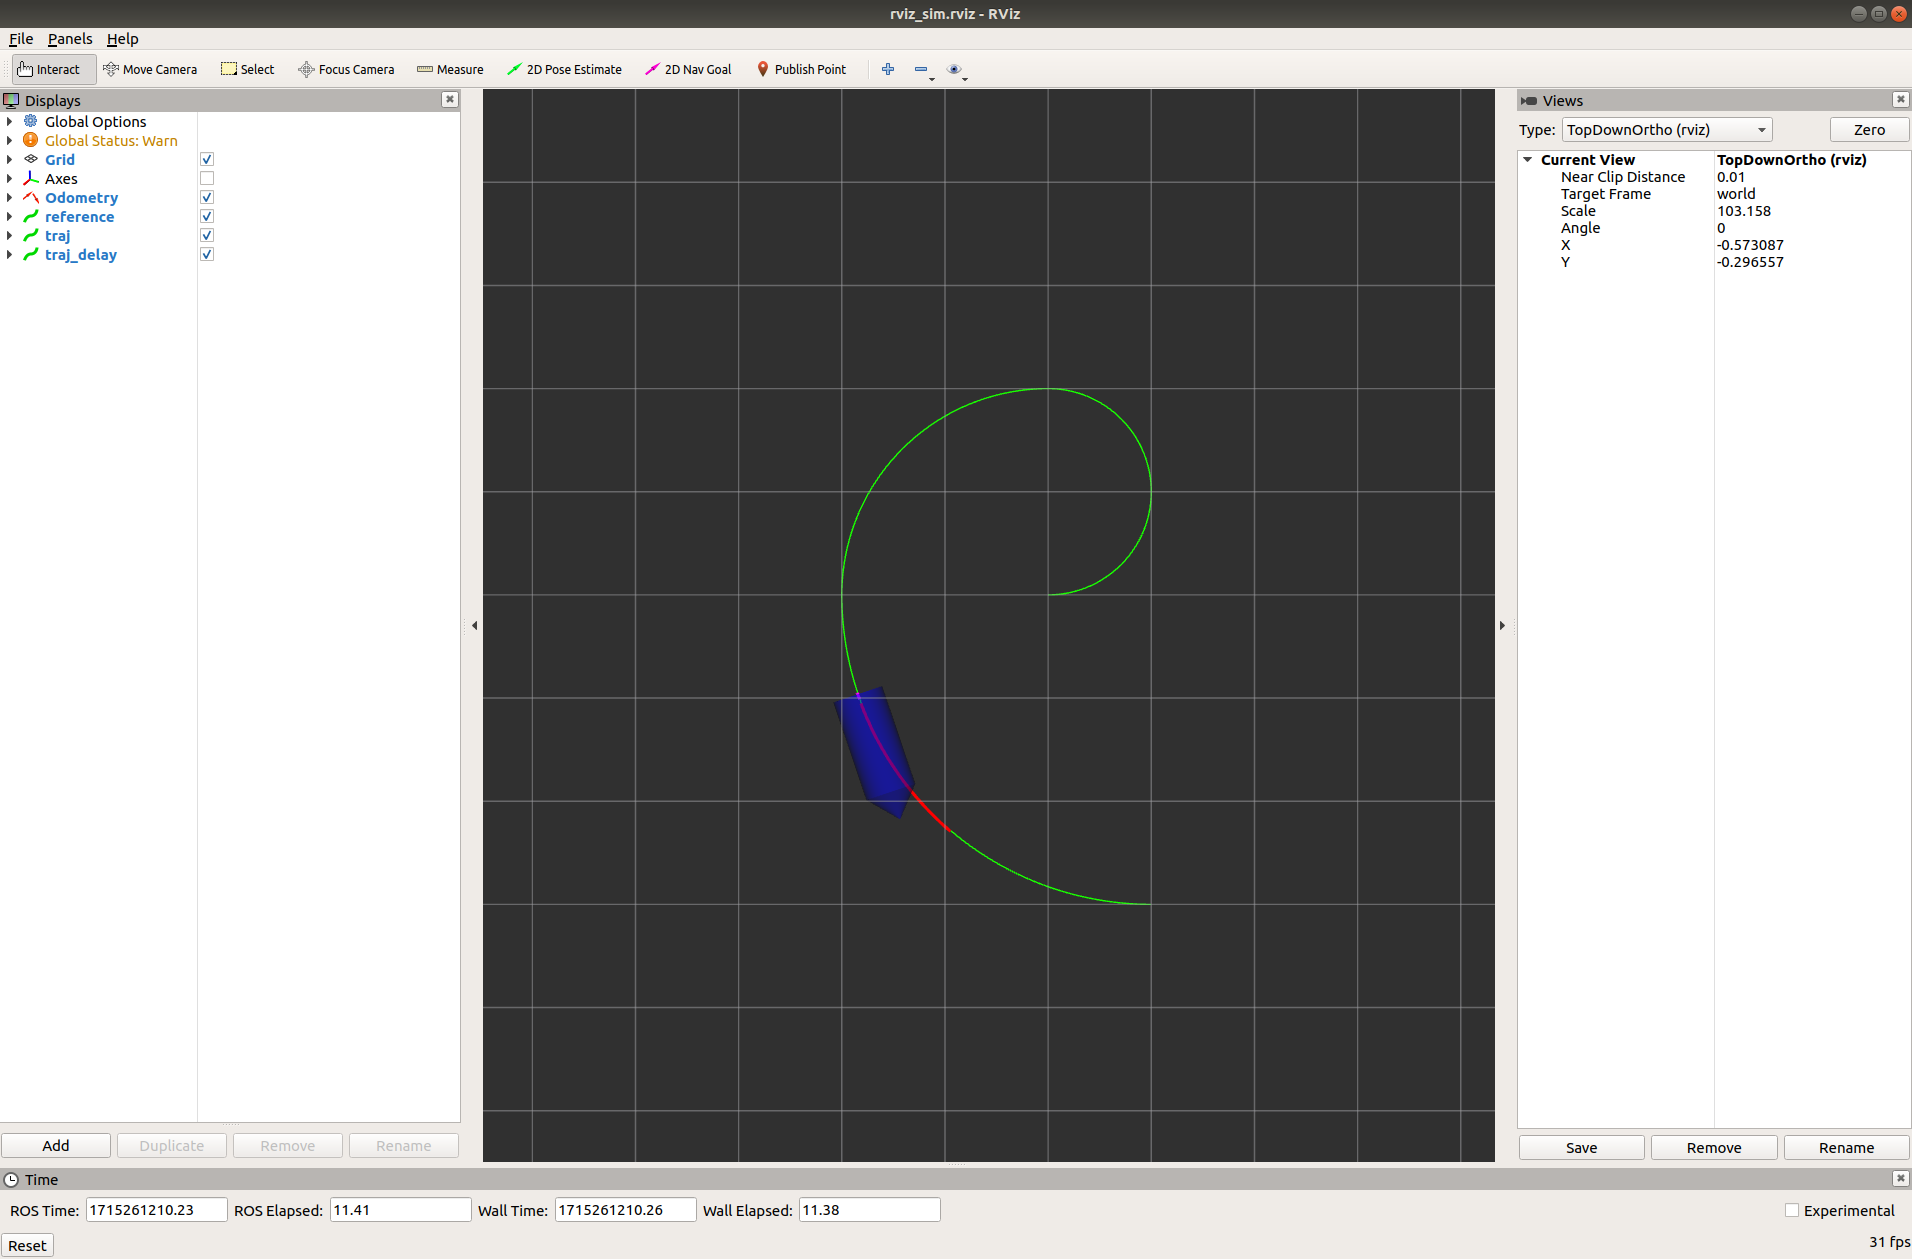 rviz_sim.rviz - RViz
File Panels Help
Interact Move Camera Select Focus Camera Measure 2D Pose Estimate 2D Nav Goal Publish Point
Displays
Global Options
Global Status: Warn
Grid
Axes
Odometry
reference
traj
traj_delay
Add Duplicate Remove Rename
Views
Type: TopDownOrtho (rviz) Zero
Current View TopDownOrtho (rviz)
Near Clip Distance 0.01
Target Frame world
Scale 103.158
Angle 0
X -0.573087
Y -0.296557
Save Remove Rename
Time
ROS Time: 1715261210.23 ROS Elapsed: 11.41 Wall Time: 1715261210.26 Wall Elapsed: 11.38 Experimental
Reset 31 fps